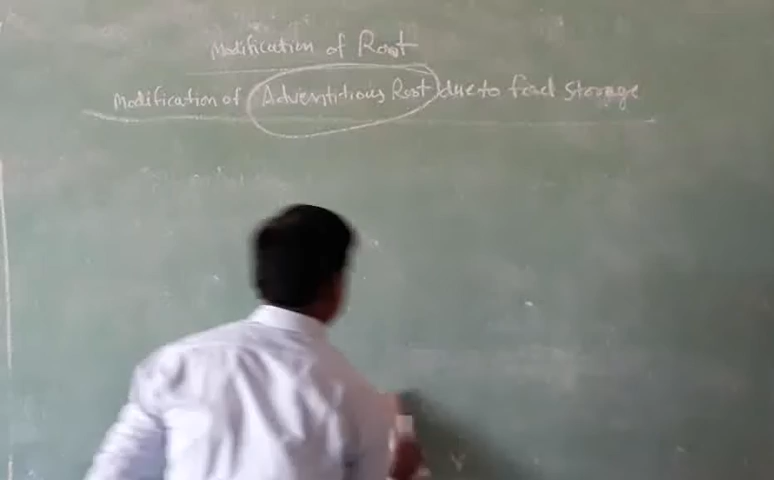 Modification of Root
Modification of Adventitious Root due to food storage